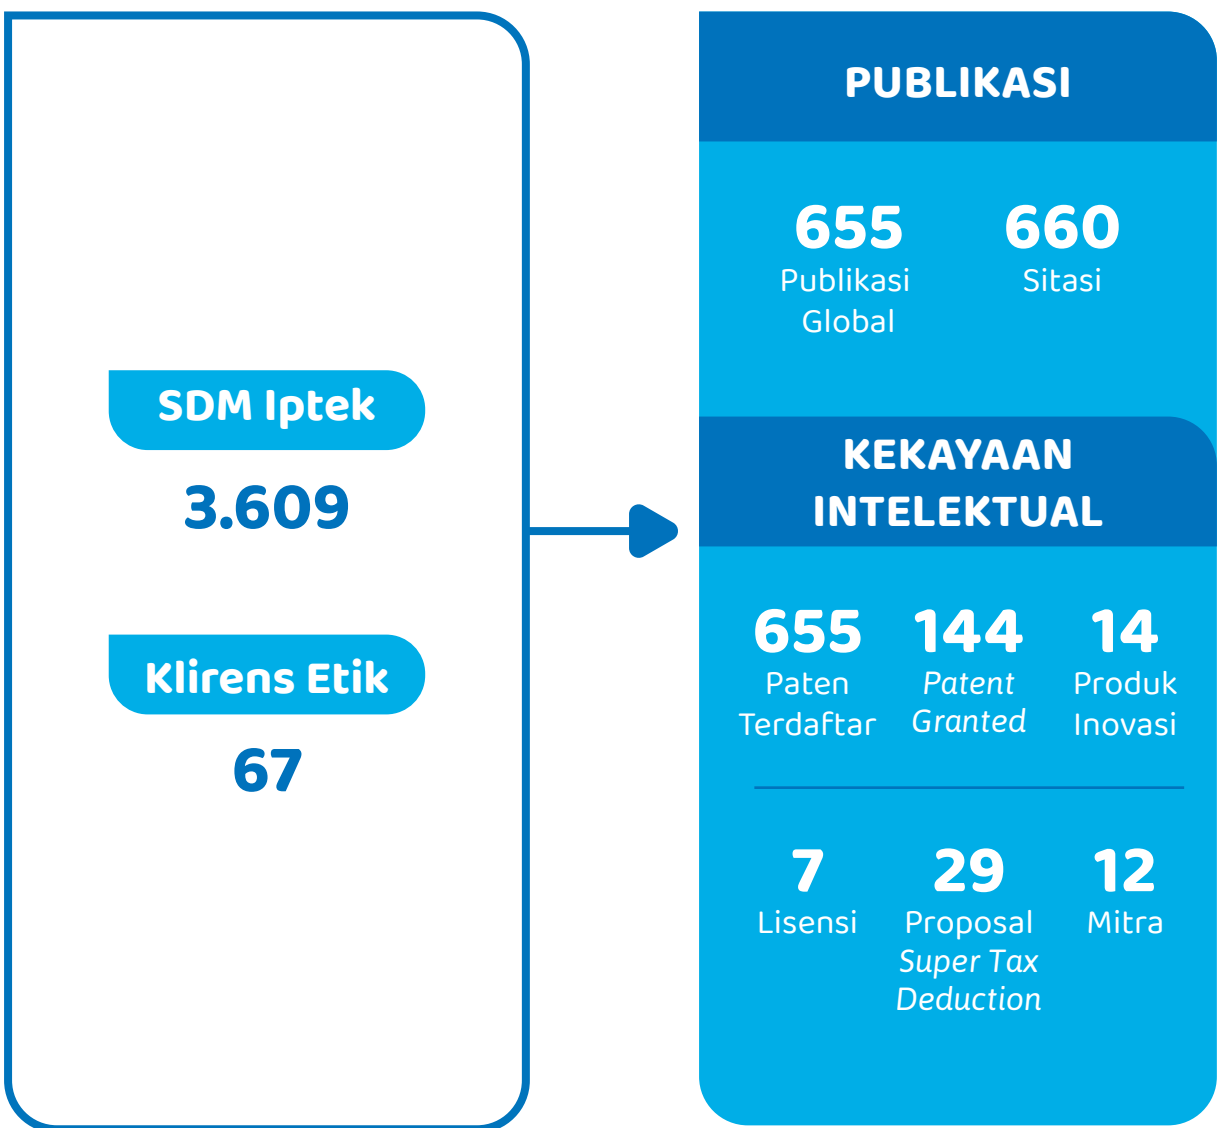 SDM Iptek
3.609
Klirens Etik
67
PUBLIKASI
655 660
Publikasi Sitasi
Global
KEKAYAAN
INTELEKTUAL
655 144 14
Paten Patent Produk
Terdaftar Granted Inovasi
7 29 12
Lisensi Proposal Mitra
Super Tax
Deduction